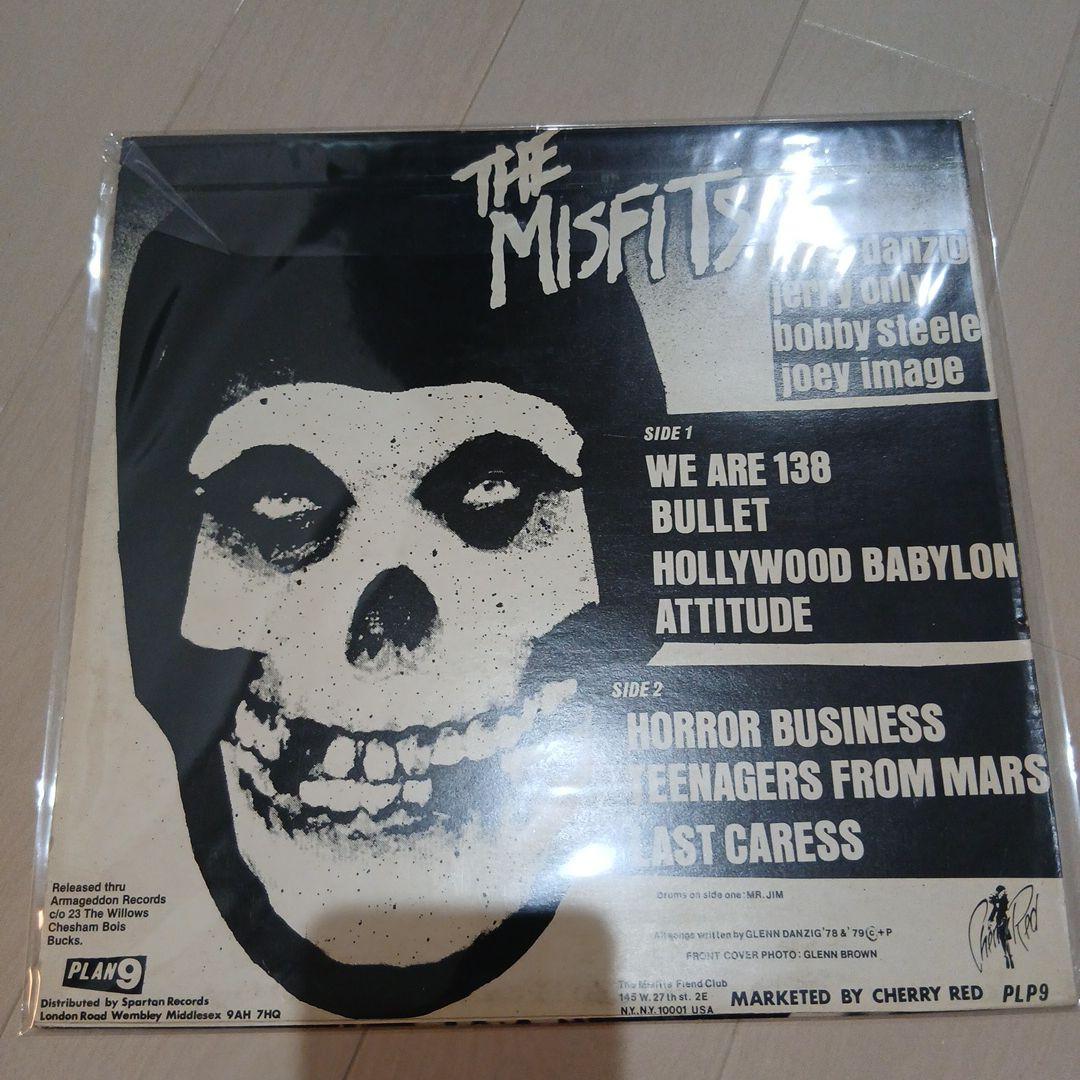 THE
MISFITS
danzig
jerry only
bobby steele
joey image
SIDE 1
WE ARE 138
BULLET
HOLLYWOOD BABYLON
ATTITUDE
SIDE 2
HORROR BUSINESS
TEENAGERS FROM MARS
LAST CARESS
Drums on side one: MR. JIM
All songs written by GLENN DANZIG '78 & '79 © + P
FRONT COVER PHOTO: GLENN BROWN
Released thru
Armageddon Records
c/o 23 The Willows
Chesham Bois
Bucks.
PLAN 9
Distributed by Spartan Records
London Road Wembley Middlesex 9AH 7HQ
The Misfits Fiend Club
145 W. 27th st. 2E
N.Y. N.Y. 10001 USA
Cherry Red
MARKETED BY CHERRY RED PLP9